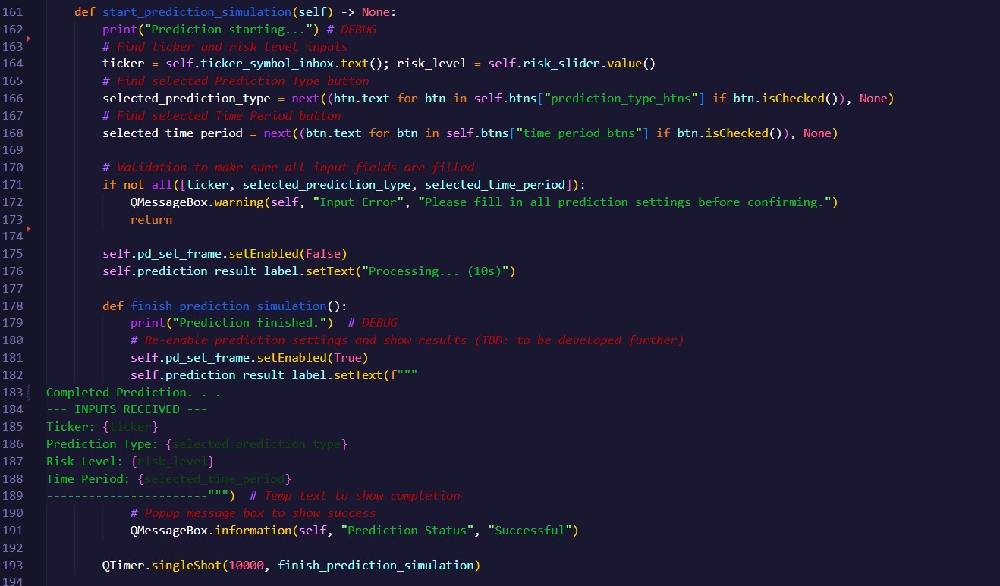 161 def start_prediction_simulation(self) -> None:
162 print("Prediction starting...") # DEBUG
163 # Find ticker and risk level inputs
164 ticker = self.ticker_symbol_inbox.text(); risk_level = self.risk_slider.value()
165 # Find selected Prediction Type button
166 selected_prediction_type = next((btn.text for btn in self.btns["prediction_type_btns"] if btn.isChecked()), None)
167 # Find selected Time Period button
168 selected_time_period = next((btn.text for btn in self.btns["time_period_btns"] if btn.isChecked()), None)
169
170 # Validation to make sure all input fields are filled
171 if not all([ticker, selected_prediction_type, selected_time_period]):
172 QMessageBox.warning(self, "Input Error", "Please fill in all prediction settings before confirming.")
173 return
174
175 self.pd_set_frame.setEnabled(False)
176 self.prediction_result_label.setText("Processing... (10s)")
177
178 def finish_prediction_simulation():
179 print("Prediction finished.") # DEBUG
180 # Re-enable prediction settings and show results (TBD: to be developed further)
181 self.pd_set_frame.setEnabled(True)
182 self.prediction_result_label.setText(f"""
183 Completed Prediction. . .
184 --- INPUTS RECEIVED ---
185 Ticker: {ticker}
186 Prediction Type: {selected_prediction_type}
187 Risk Level: {risk_level}
188 Time Period: {selected_time_period}
189 -----------------------""") # Temp text to show completion
190 # Popup message box to show success
191 QMessageBox.information(self, "Prediction Status", "Successful")
192
193 QTimer.singleShot(10000, finish_prediction_simulation)
194